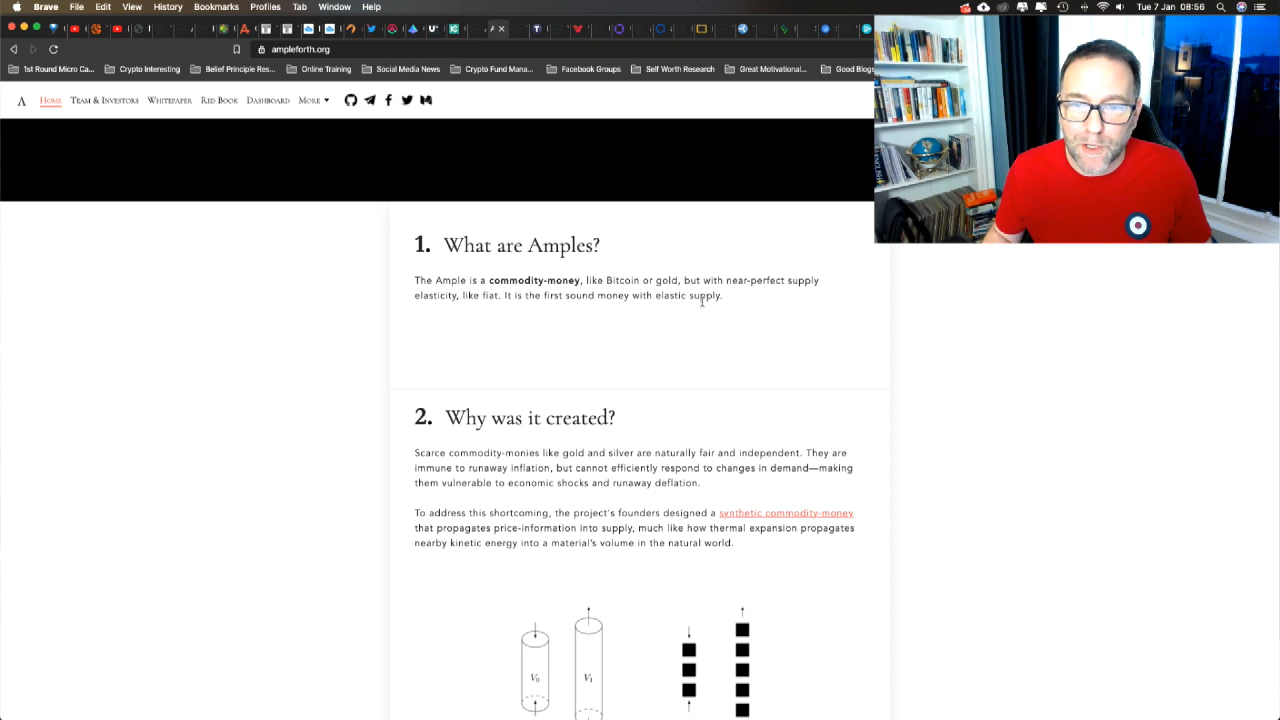 Brave File Edit View History Bookmarks Profiles Tab Window Help
Tue 7 Jan 08:56
ampleforth.org
1st Round Micro Ca... Crypto Interesting Belief Principle Res... Online Training Social Media News Crypto Fund Mana... Facebook Groups Self Worth Research Great Motivational... Good Blogs
Home Team & Investors Whitepaper Red Book Dashboard More
1. What are Amples?
The Ample is a commodity-money, like Bitcoin or gold, but with near-perfect supply
elasticity, like fiat. It is the first sound money with elastic supply.
2. Why was it created?
Scarce commodity-monies like gold and silver are naturally fair and independent. They are
immune to runaway inflation, but cannot efficiently respond to changes in demand—making
them vulnerable to economic shocks and runaway deflation.
To address this shortcoming, the project's founders designed a synthetic commodity-money
that propagates price-information into supply, much like how thermal expansion propagates
nearby kinetic energy into a material's volume in the natural world.
V0 V1